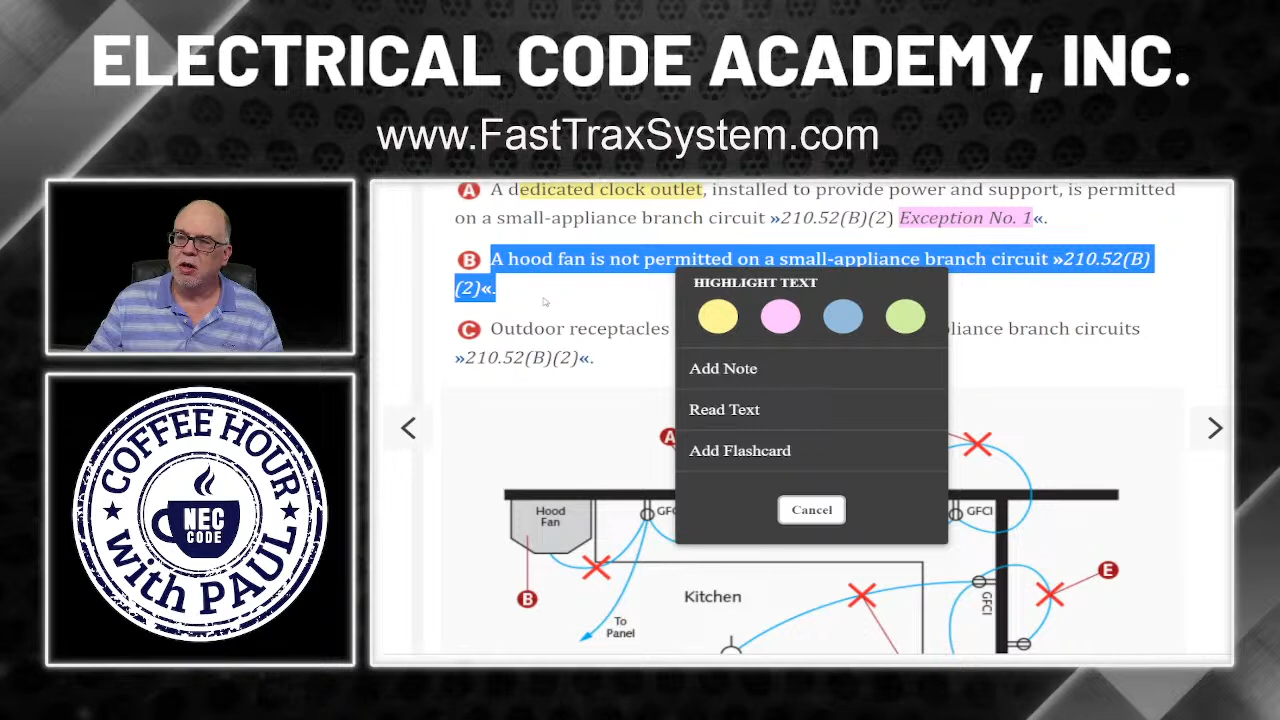 ELECTRICAL CODE ACADEMY, INC.
www.FastTraxSystem.com
A A dedicated clock outlet, installed to provide power and support, is permitted
on a small-appliance branch circuit »210.52(B)(2) Exception No. 1«.
B A hood fan is not permitted on a small-appliance branch circuit »210.52(B)
(2)«.
C Outdoor receptacles pliance branch circuits
»210.52(B)(2)«.
HIGHLIGHT TEXT
Add Note
Read Text
Add Flashcard
Cancel
A
Hood
Fan
GFC
GFCI
B
Kitchen
To
Panel
GFCI
E
COFFEE HOUR
NEC
CODE
with PAUL